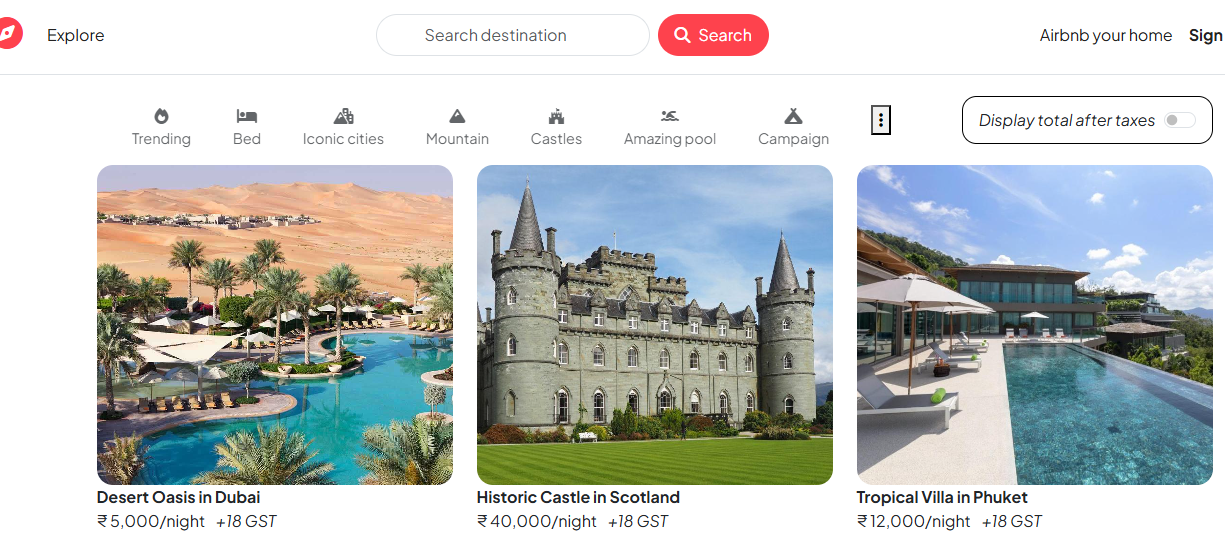 Explore
Search destination
Search
Airbnb your home
Sign
Trending
Bed
Iconic cities
Mountain
Castles
Amazing pool
Campaign
Display total after taxes
Desert Oasis in Dubai
₹ 5,000/night +18 GST
Historic Castle in Scotland
₹ 40,000/night +18 GST
Tropical Villa in Phuket
₹ 12,000/night +18 GST